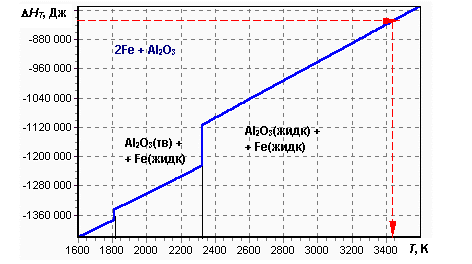 ΔH_T, Дж
-880 000
-960 000
-1040 000
-1120 000
-1200 000
-1280 000
-1360 000
2Fe + Al₂O₃
Al₂O₃(тв) +
+ Fe(жидк)
Al₂O₃(жидк) +
+ Fe(жидк)
1600 1800 2000 2200 2400 2600 2800 3000 3200 3400 T, K